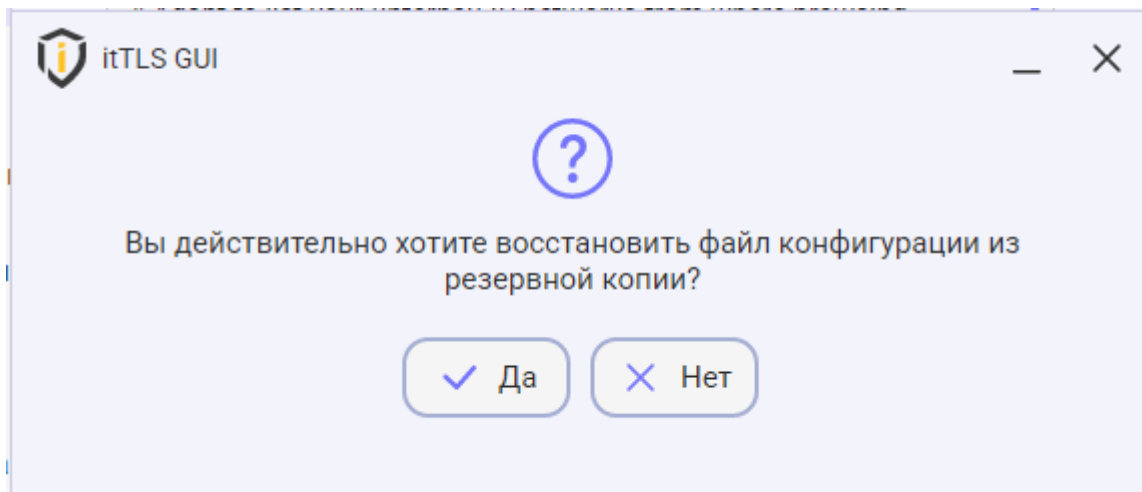 itTLS GUI
Вы действительно хотите восстановить файл конфигурации из
резервной копии?
Да
Нет